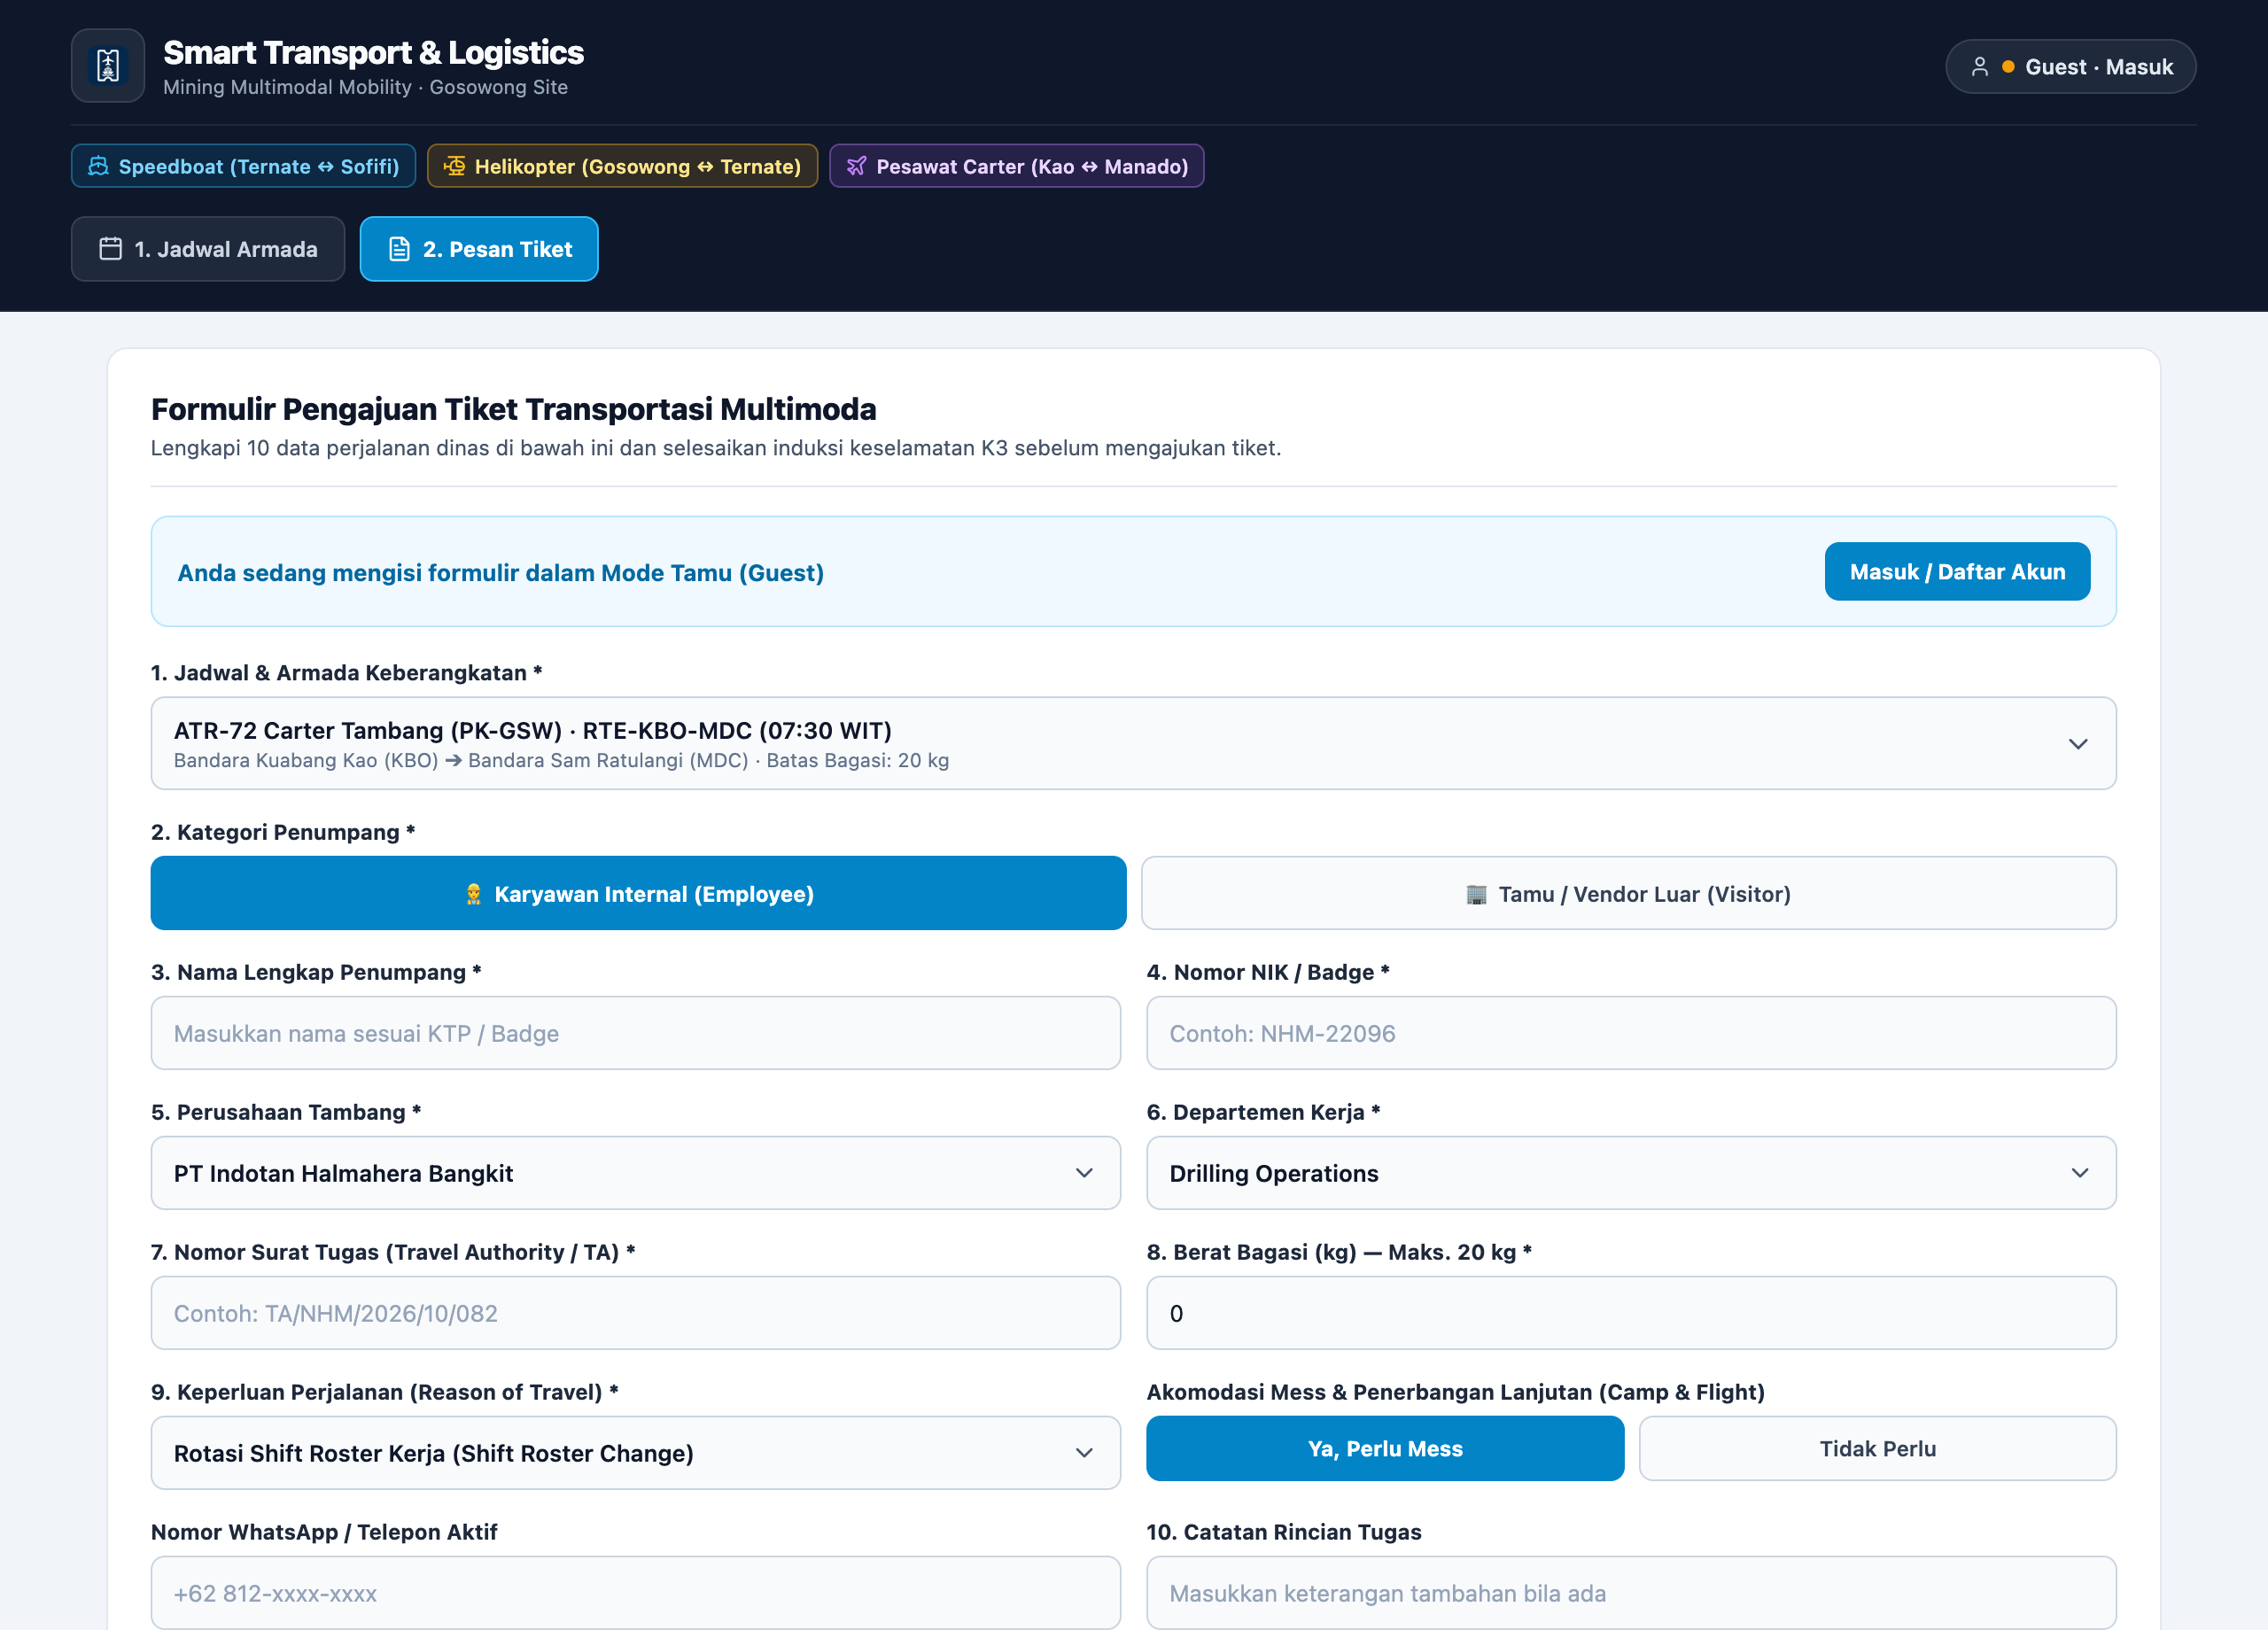 Smart Transport & Logistics
Mining Multimodal Mobility · Gosowong Site
Guest · Masuk
Speedboat (Ternate ↔ Sofifi)
Helikopter (Gosowong ↔ Ternate)
Pesawat Carter (Kao ↔ Manado)
1. Jadwal Armada
2. Pesan Tiket
Formulir Pengajuan Tiket Transportasi Multimoda
Lengkapi 10 data perjalanan dinas di bawah ini dan selesaikan induksi keselamatan K3 sebelum mengajukan tiket.
Anda sedang mengisi formulir dalam Mode Tamu (Guest)
Masuk / Daftar Akun
1. Jadwal & Armada Keberangkatan *
ATR-72 Carter Tambang (PK-GSW) · RTE-KBO-MDC (07:30 WIT)
Bandara Kuabang Kao (KBO) ➔ Bandara Sam Ratulangi (MDC) · Batas Bagasi: 20 kg
2. Kategori Penumpang *
Karyawan Internal (Employee)
Tamu / Vendor Luar (Visitor)
3. Nama Lengkap Penumpang *
Masukkan nama sesuai KTP / Badge
4. Nomor NIK / Badge *
Contoh: NHM-22096
5. Perusahaan Tambang *
PT Indotan Halmahera Bangkit
6. Departemen Kerja *
Drilling Operations
7. Nomor Surat Tugas (Travel Authority / TA) *
Contoh: TA/NHM/2026/10/082
8. Berat Bagasi (kg) — Maks. 20 kg *
0
9. Keperluan Perjalanan (Reason of Travel) *
Rotasi Shift Roster Kerja (Shift Roster Change)
Akomodasi Mess & Penerbangan Lanjutan (Camp & Flight)
Ya, Perlu Mess
Tidak Perlu
Nomor WhatsApp / Telepon Aktif
+62 812-xxxx-xxxx
10. Catatan Rincian Tugas
Masukkan keterangan tambahan bila ada